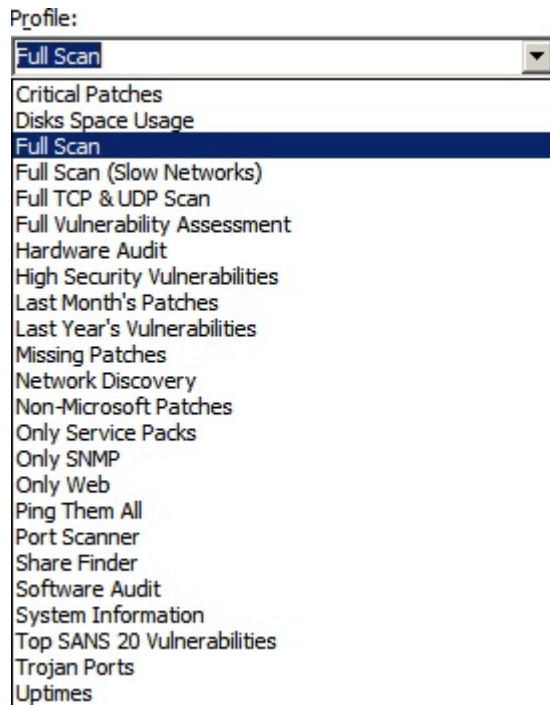 Profile:
Full Scan
Critical Patches
Disks Space Usage
Full Scan
Full Scan (Slow Networks)
Full TCP & UDP Scan
Full Vulnerability Assessment
Hardware Audit
High Security Vulnerabilities
Last Month's Patches
Last Year's Vulnerabilities
Missing Patches
Network Discovery
Non-Microsoft Patches
Only Service Packs
Only SNMP
Only Web
Ping Them All
Port Scanner
Share Finder
Software Audit
System Information
Top SANS 20 Vulnerabilities
Trojan Ports
Uptimes